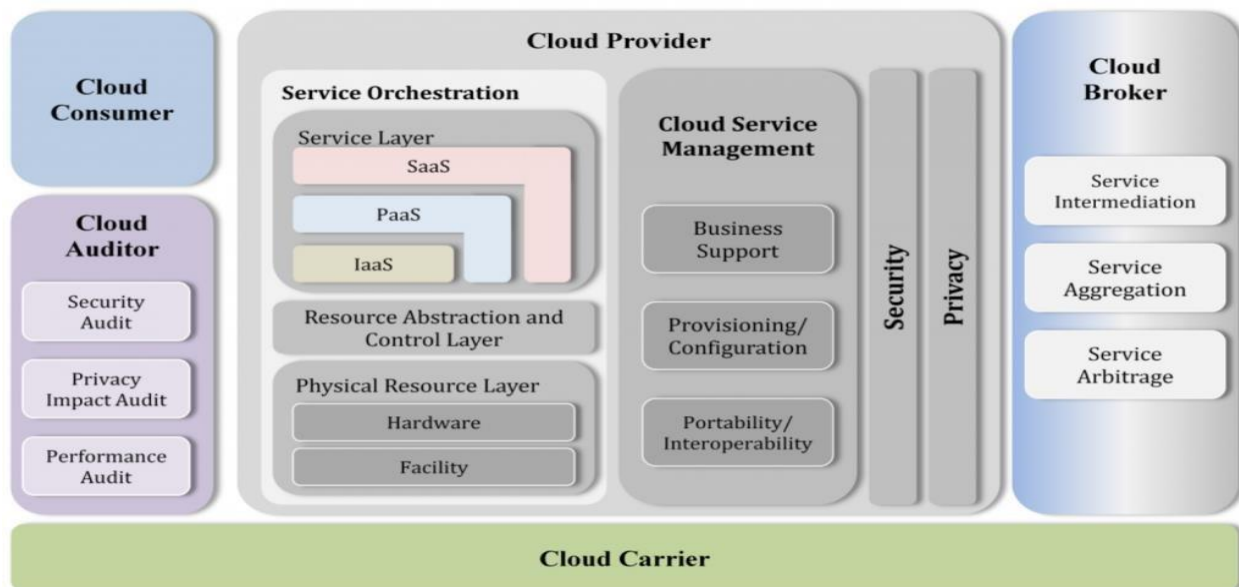 Cloud
Consumer
Cloud
Auditor
Security
Audit
Privacy
Impact Audit
Performance
Audit
Cloud Provider
Service Orchestration
Service Layer
SaaS
PaaS
IaaS
Resource Abstraction and
Control Layer
Physical Resource Layer
Hardware
Facility
Cloud Service
Management
Business
Support
Provisioning/
Configuration
Portability/
Interoperability
Security
Privacy
Cloud
Broker
Service
Intermediation
Service
Aggregation
Service
Arbitrage
Cloud Carrier